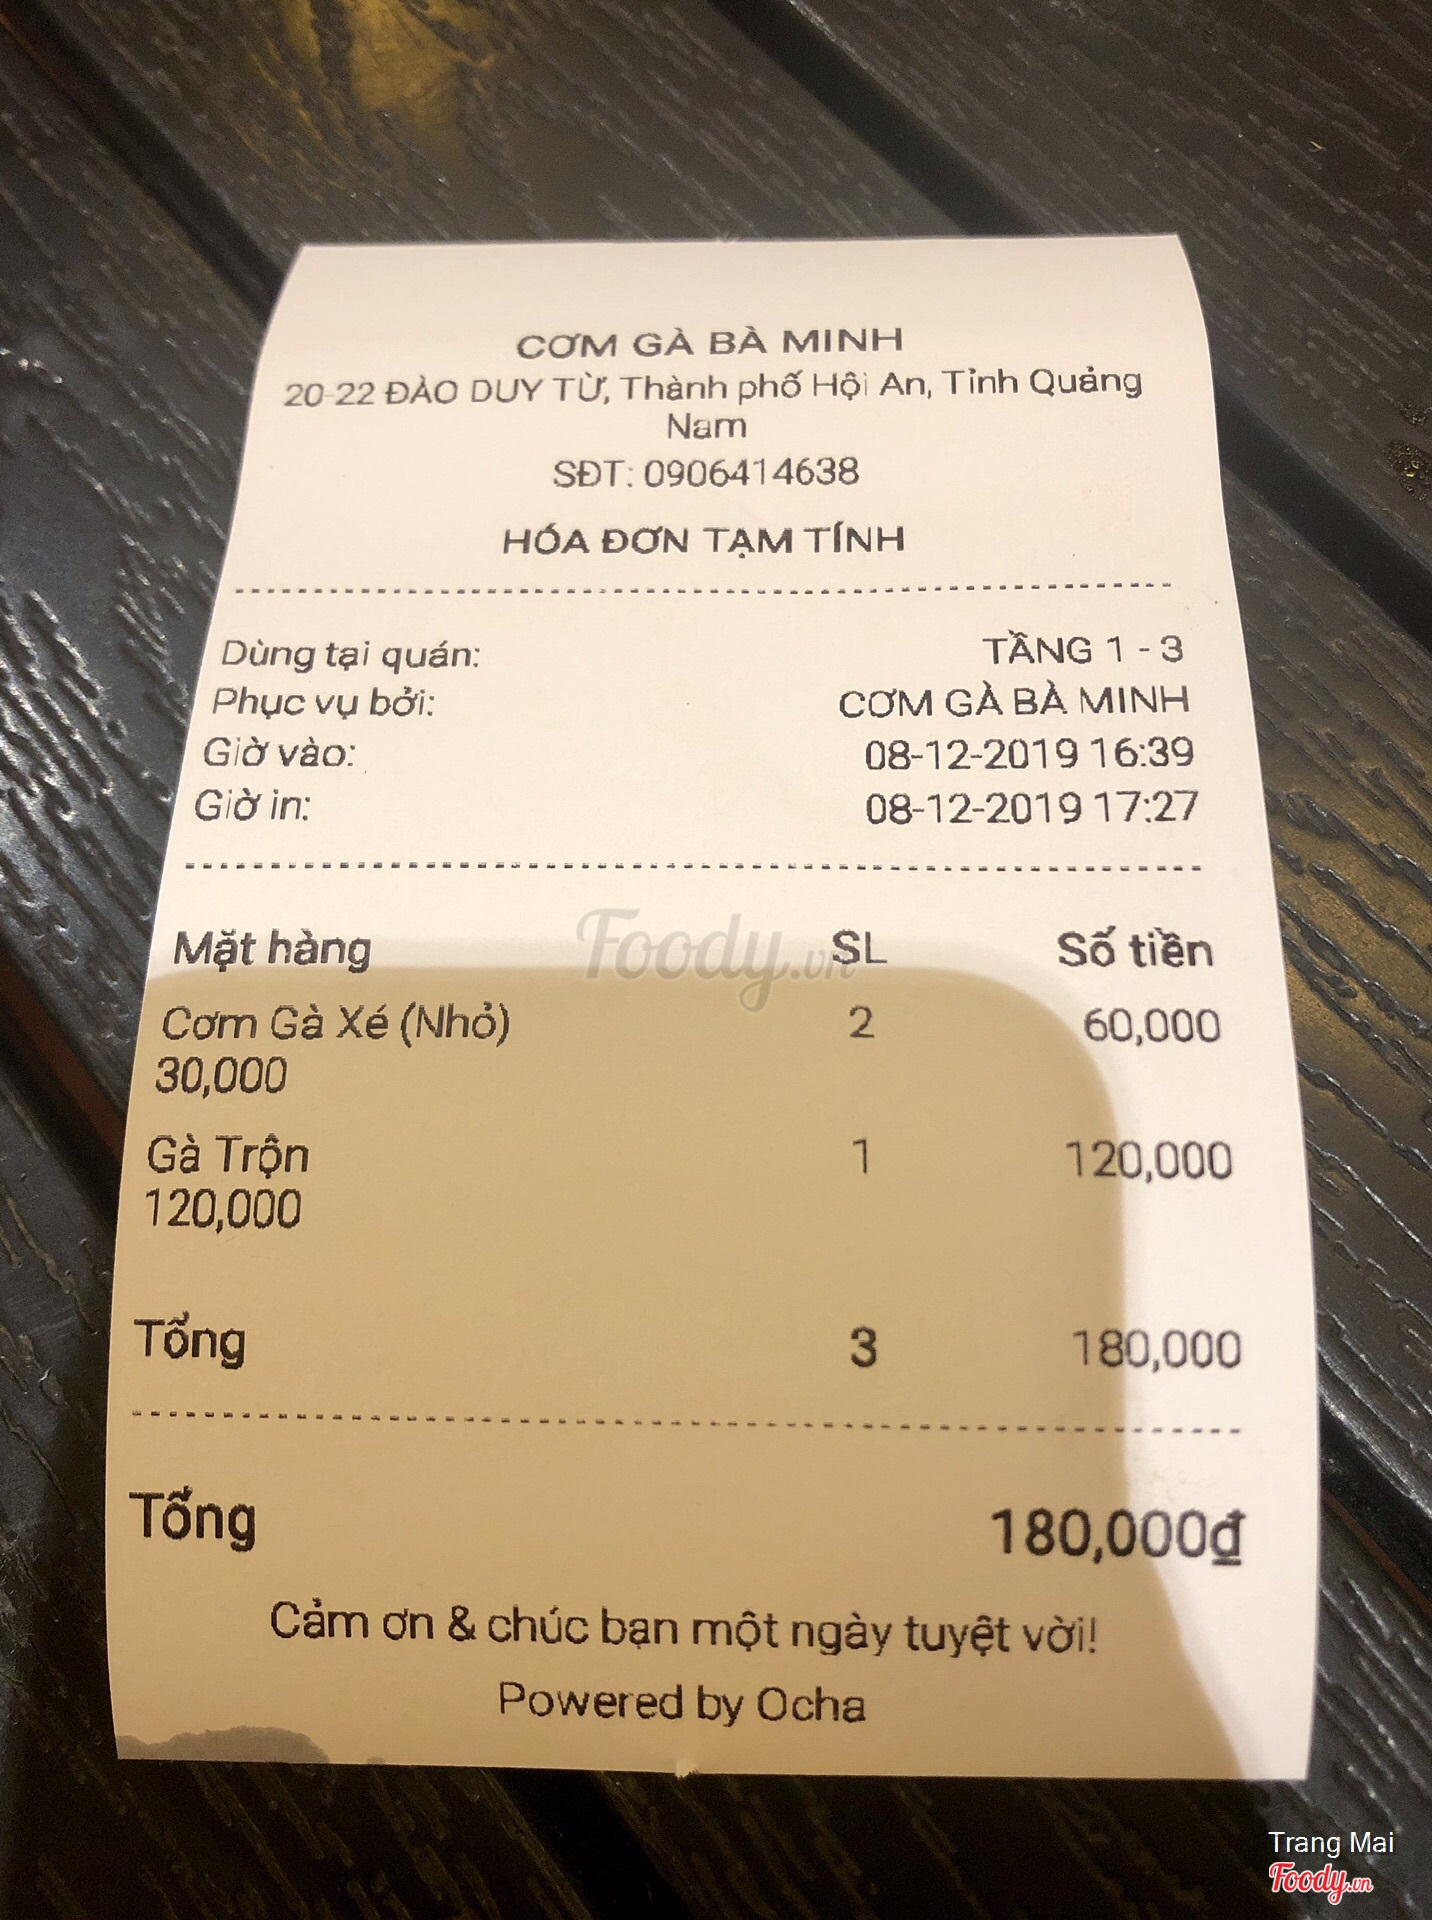 CƠM GÀ BÀ MINH
20-22 ĐÀO DUY TỪ, Thành phố Hội An, Tỉnh Quảng
Nam
SĐT: 0906414638
HÓA ĐƠN TẠM TÍNH
Dùng tại quán: TẦNG 1 - 3
Phục vụ bởi: CƠM GÀ BÀ MINH
Giờ vào: 08-12-2019 16:39
Giờ in: 08-12-2019 17:27
Mặt hàng SL Số tiền
Foody.vn
Cơm Gà Xé (Nhỏ) 2 60,000
30,000
Gà Trộn 1 120,000
120,000
Tổng 3 180,000
Tổng 180,000₫
Cảm ơn & chúc bạn một ngày tuyệt vời!
Powered by Ocha
Trang Mai
Foody.vn